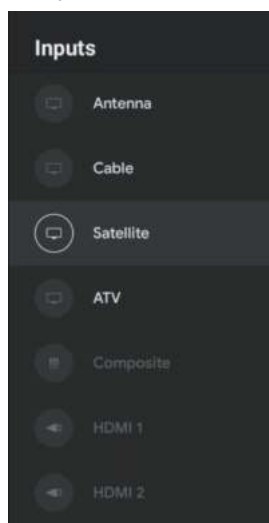 Inputs
Antenna
Cable
Satellite
ATV
Composite
HDMI 1
HDMI 2